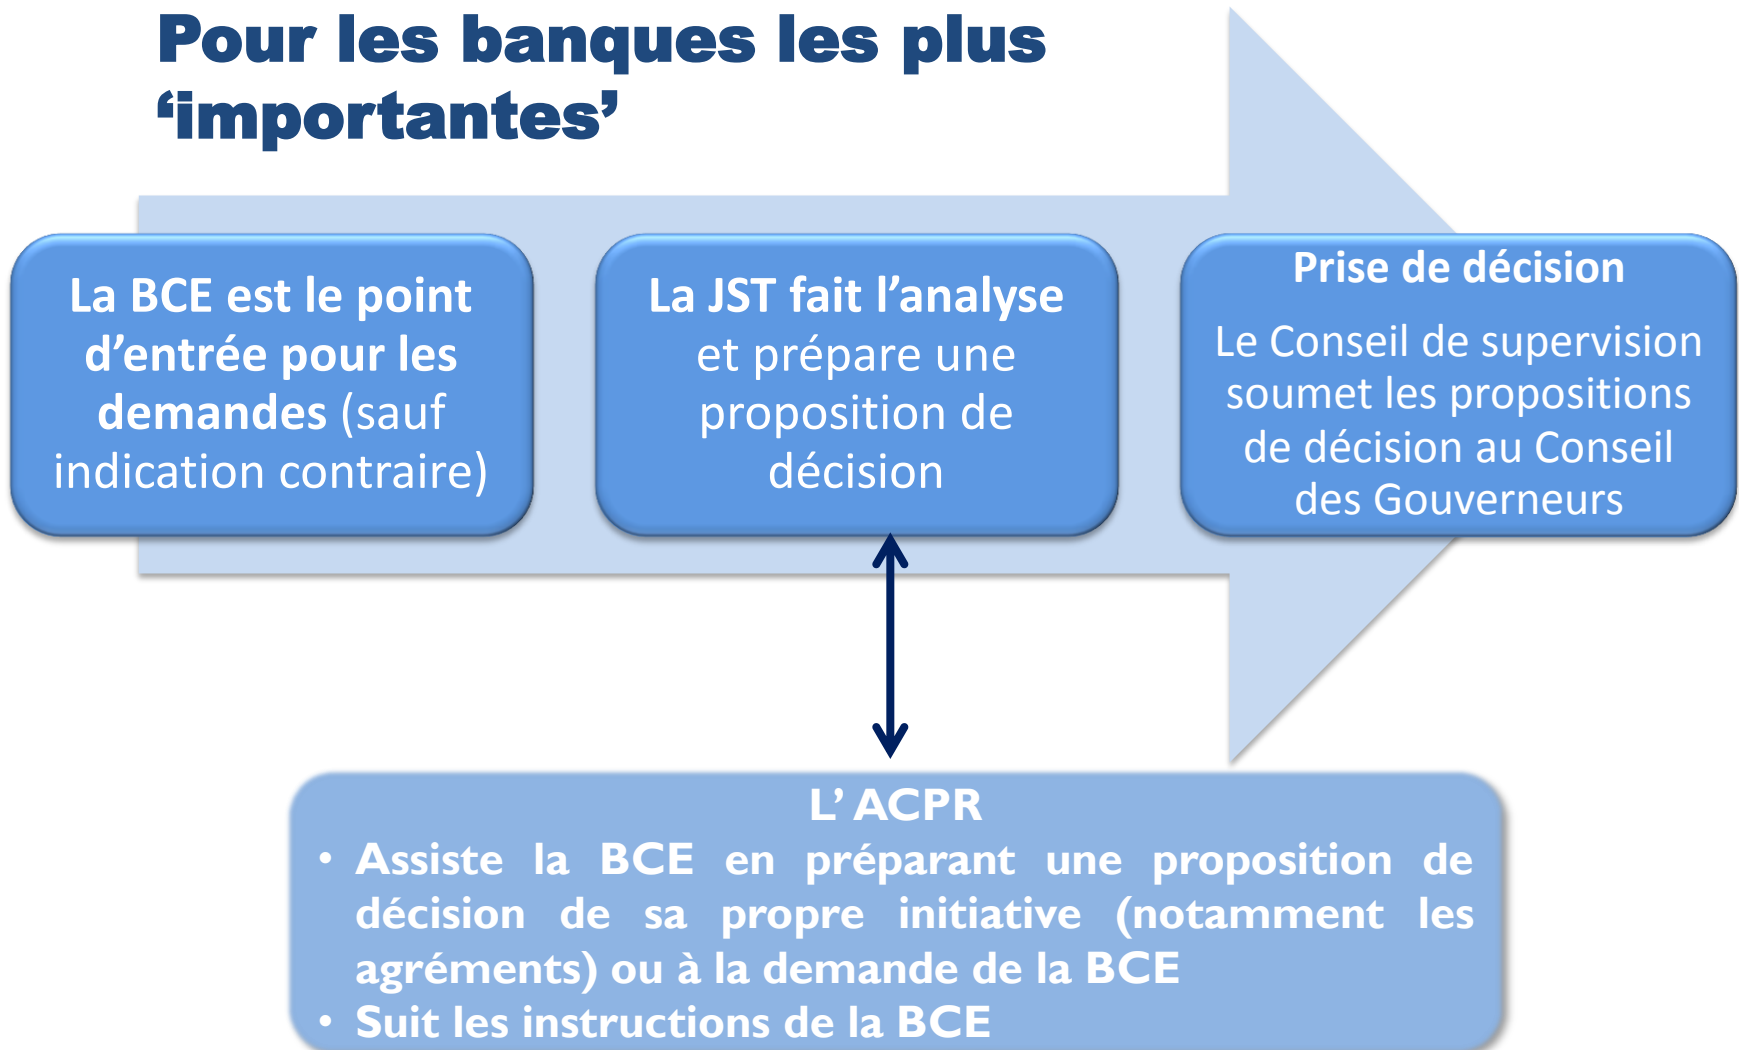 Pour les banques les plus
‘importantes’
La BCE est le point
d’entrée pour les
demandes (sauf
indication contraire)
La JST fait l’analyse
et prépare une
proposition de
décision
Prise de décision
Le Conseil de supervision
soumet les propositions
de décision au Conseil
des Gouverneurs
L’ ACPR
• Assiste la BCE en préparant une proposition de
décision de sa propre initiative (notamment les
agréments) ou à la demande de la BCE
• Suit les instructions de la BCE